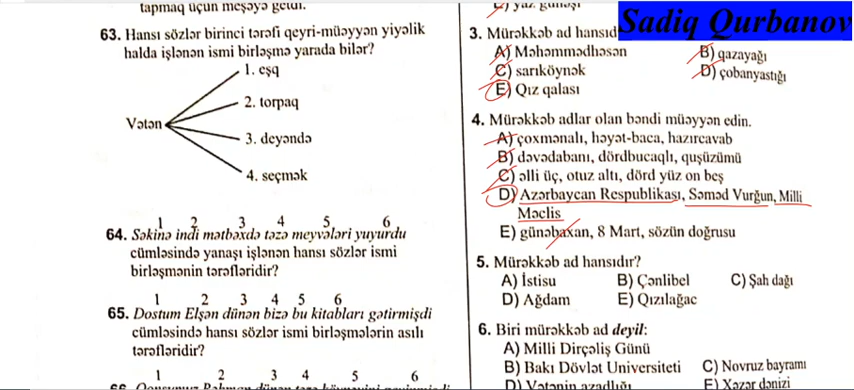 tapmaq üçün meşəyə getdi.
63. Hansı sözlər birinci tərəfi qeyri-müəyyən yiyəlik
halda işlənən ismi birləşmə yarada bilər?
1. eşq
2. torpaq
Vətən
3. deyəndə
4. seçmək
1 2 3 4 5 6
64. Səkinə indi mətbəxdə təzə meyvələri yuyurdu
cümləsində yanaşı işlənən hansı sözlər ismi
birləşmənin tərəfləridir?
1 2 3 4 5 6
65. Dostum Elşən dünən bizə bu kitabları gətirmişdi
cümləsində hansı sözlər ismi birləşmələrin asılı
tərəfləridir?
1 2 3 4 5 6
E) yaz günəşi
Sadiq Qurbanov
3. Mürəkkəb ad hansıd
A) Məhəmmədhəsən B) qazayağı
C) sarıköynək D) çobanyastığı
E) Qız qalası
4. Mürəkkəb adlar olan bəndi müəyyən edin.
A) çoxmənalı, həyət-baca, hazırcavab
B) dəvədabanı, dördbucaqlı, quşüzümü
C) əlli üç, otuz altı, dörd yüz on beş
D) Azərbaycan Respublikası, Səməd Vurğun, Milli
Məclis
E) günəbaxan, 8 Mart, sözün doğrusu
5. Mürəkkəb ad hansıdır?
A) İstisu B) Çənlibel C) Şah dağı
D) Ağdam E) Qızılağac
6. Biri mürəkkəb ad deyil:
A) Milli Dirçəliş Günü
B) Bakı Dövlət Universiteti C) Novruz bayramı
D) Vətənin azadlığı E) Xəzər dənizi